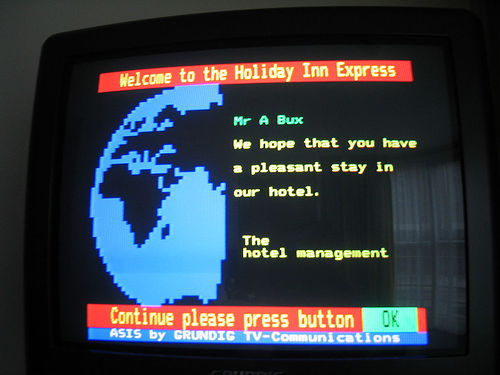 Welcome to the Holiday Inn Express
Mr A Bux
We hope that you have
a pleasant stay in
our hotel.
The
hotel management
Continue please press button OK
ASIS by GRUNDIG TV-Communications
GRUNDIG